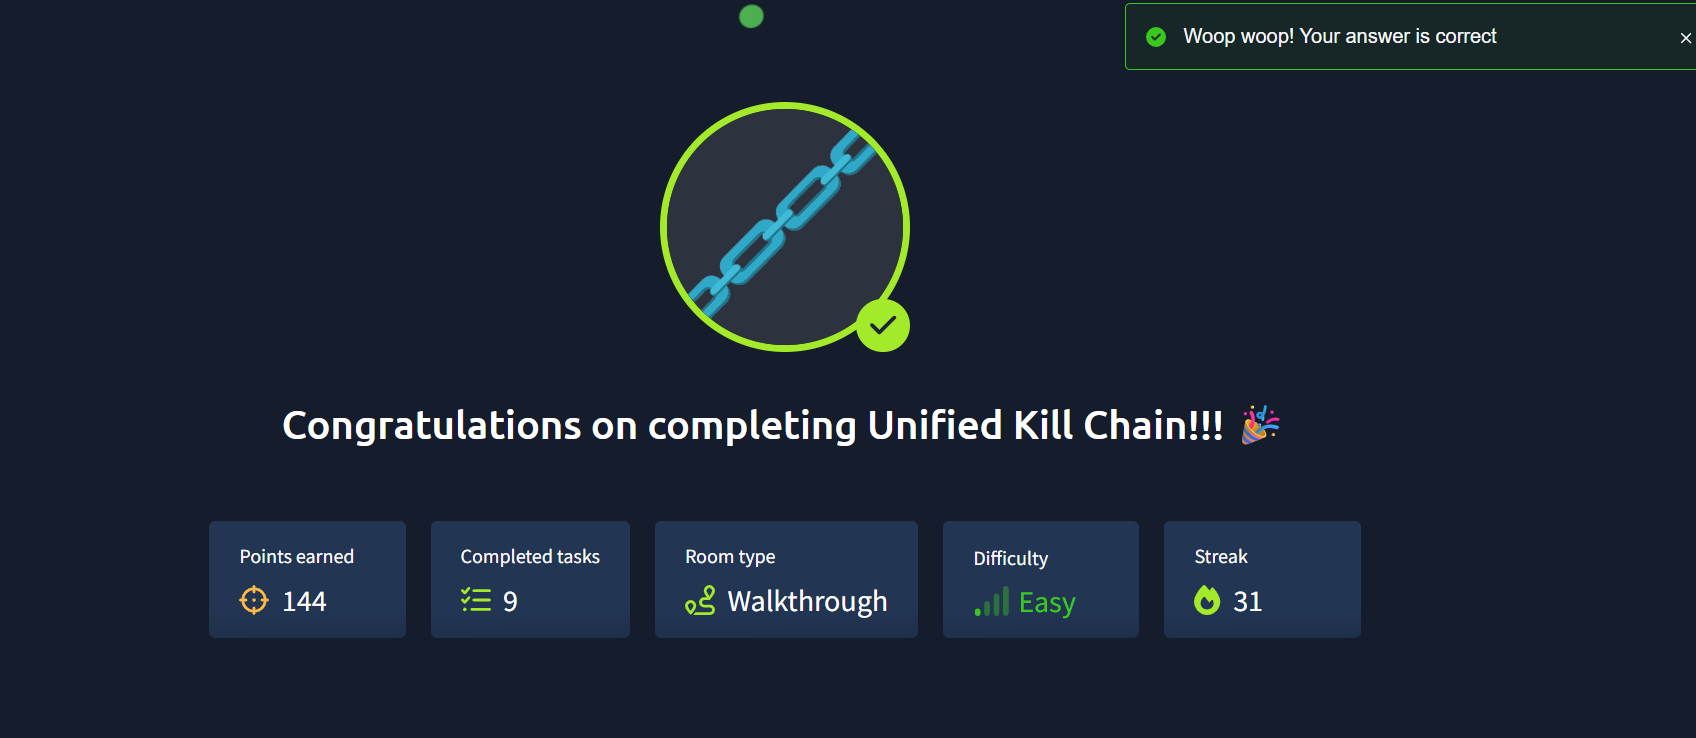 Woop woop! Your answer is correct
Congratulations on completing Unified Kill Chain!!! 🎉
Points earned
144
Completed tasks
9
Room type
Walkthrough
Difficulty
Easy
Streak
31